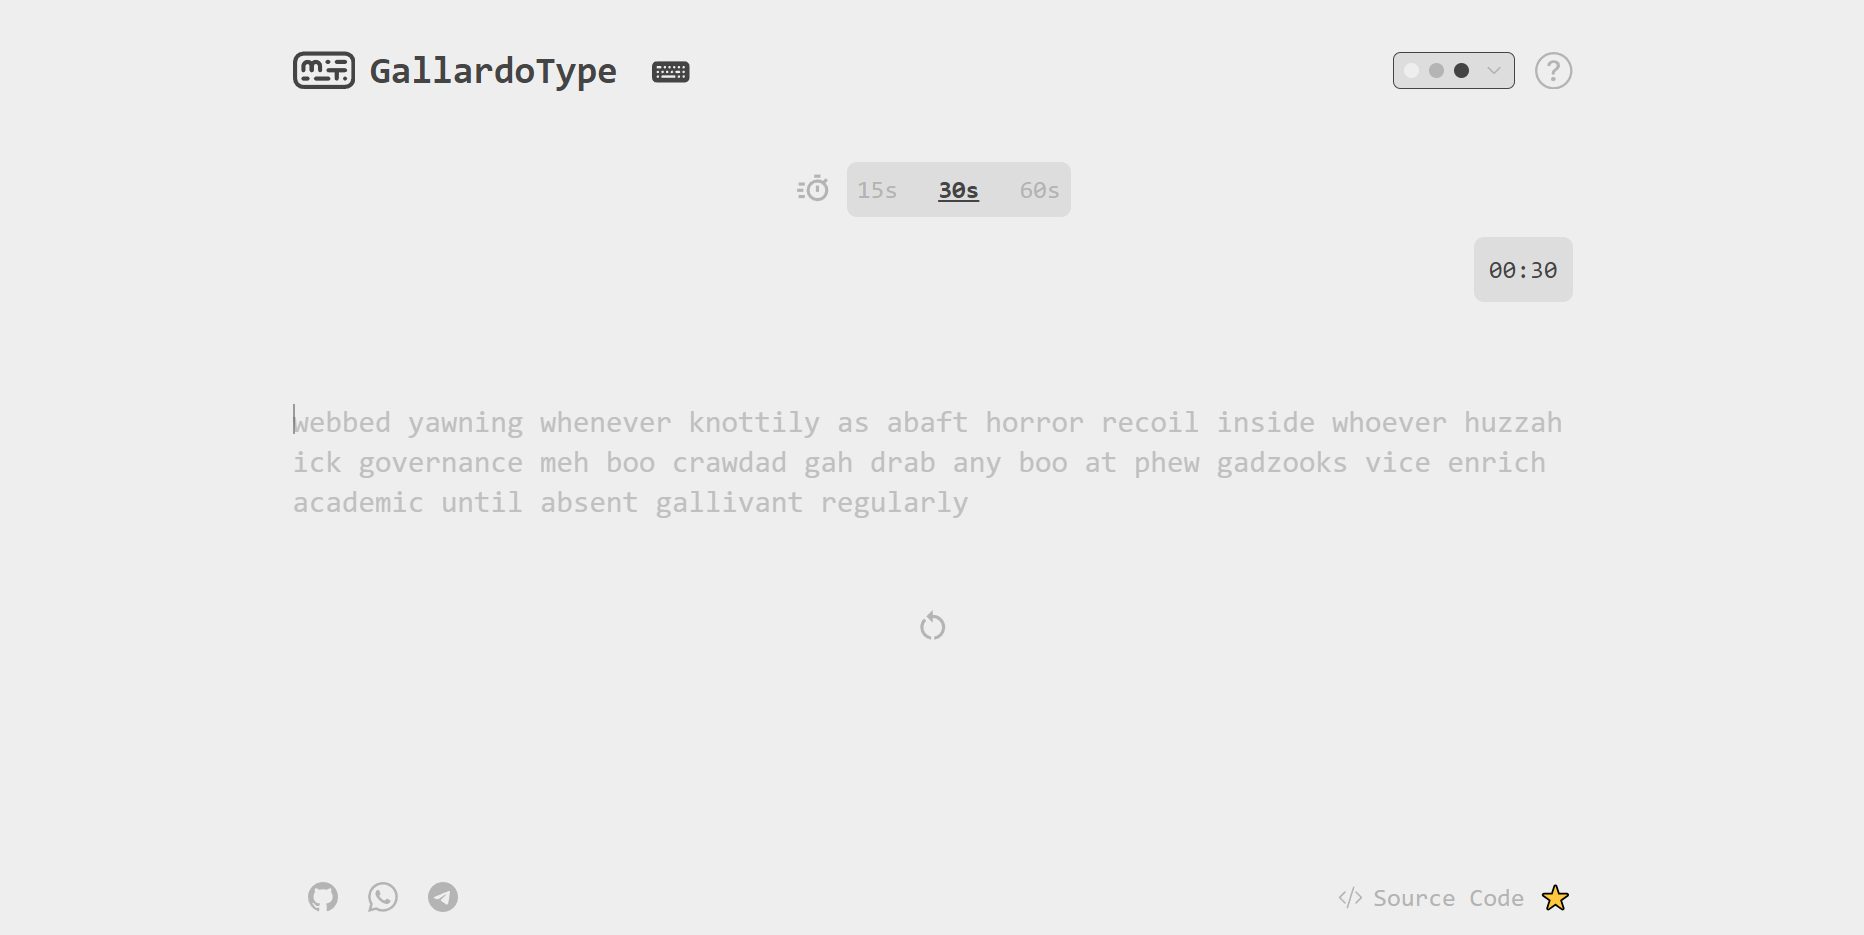 GallardoType
15s 30s 60s
00:30
webbed yawning whenever knottily as abaft horror recoil inside whoever huzzah
ick governance meh boo crawdad gah drab any boo at phew gadzooks vice enrich
academic until absent gallivant regularly
</> Source Code